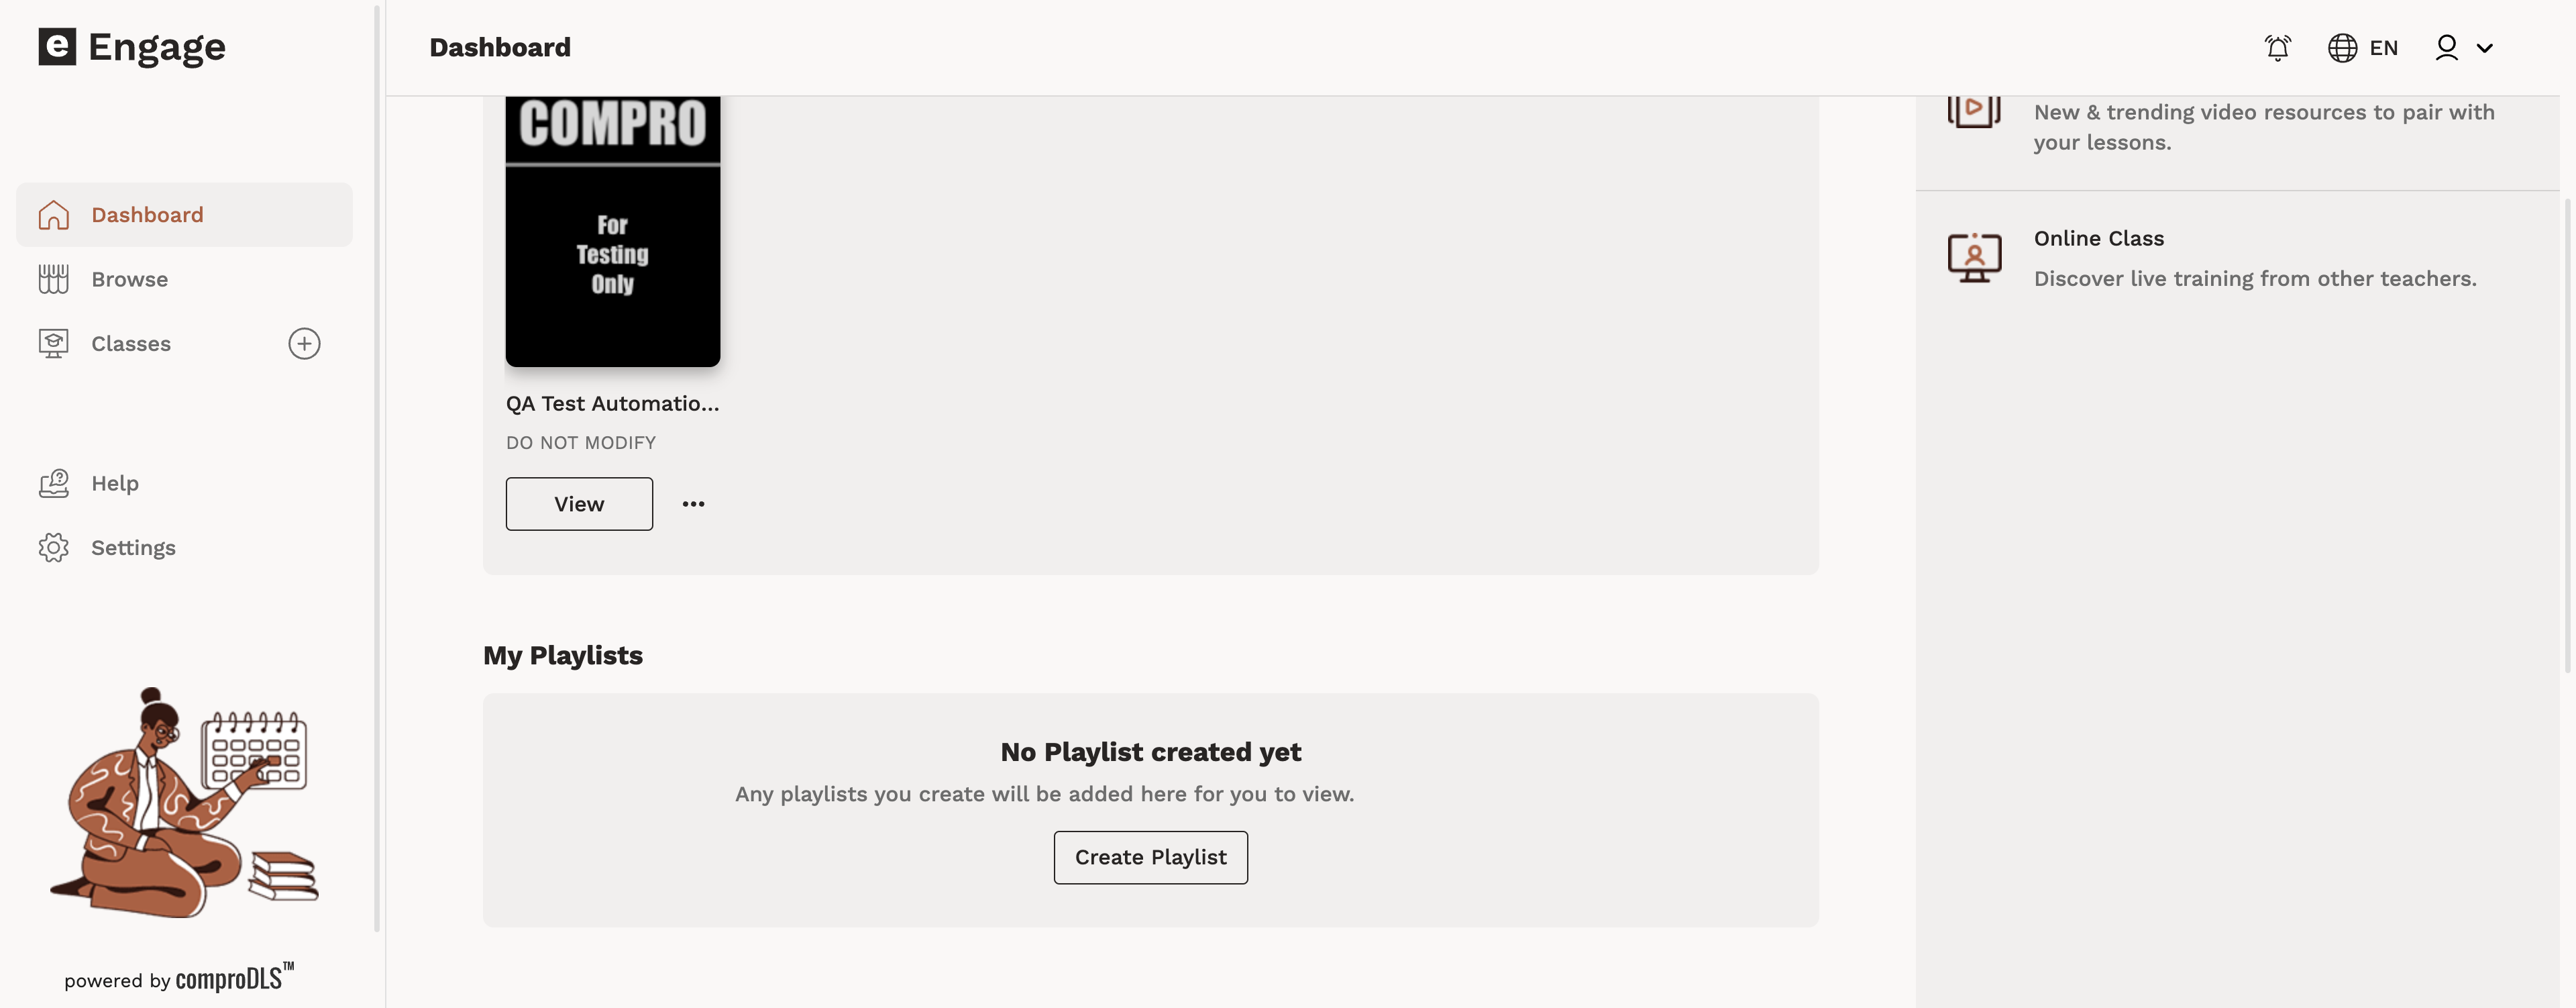 e Engage
Dashboard
EN
Dashboard
Browse
Classes
Help
Settings
powered by comproDLS™
COMPRO
For
Testing
Only
QA Test Automatio...
DO NOT MODIFY
View
My Playlists
No Playlist created yet
Any playlists you create will be added here for you to view.
Create Playlist
New & trending video resources to pair with
your lessons.
Online Class
Discover live training from other teachers.